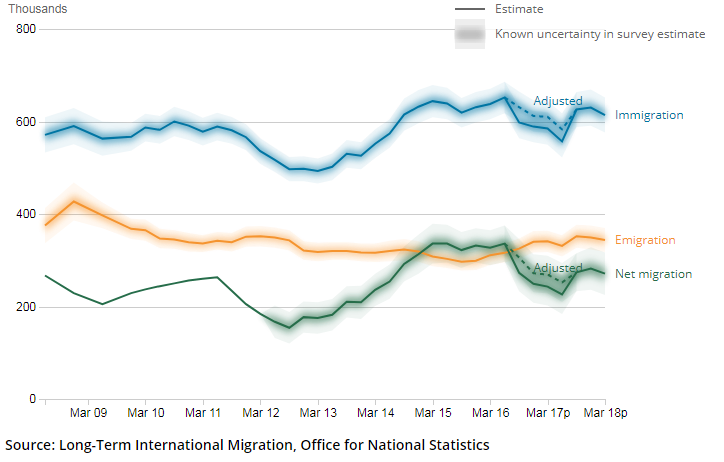 Thousands
Estimate
Known uncertainty in survey estimate
800
Adjusted
600
Immigration
400
Emigration
Adjusted
Net migration
200
0
Mar 09 Mar 10 Mar 11 Mar 12 Mar 13 Mar 14 Mar 15 Mar 16 Mar 17p Mar 18p
Source: Long-Term International Migration, Office for National Statistics